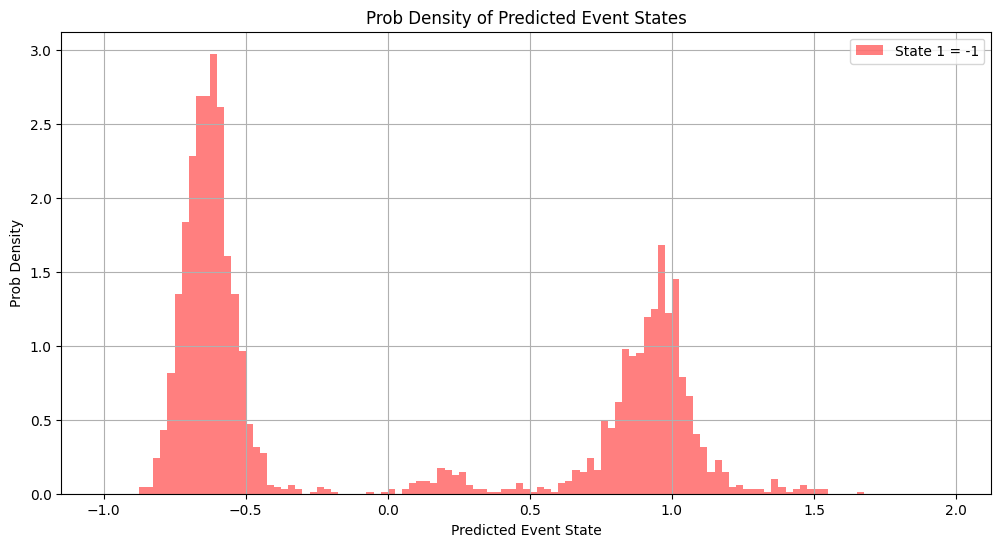 Prob Density of Predicted Event States
State 1 = -1
Prob Density
3.0
2.5
2.0
1.5
1.0
0.5
0.0
−1.0 −0.5 0.0 0.5 1.0 1.5 2.0
Predicted Event State